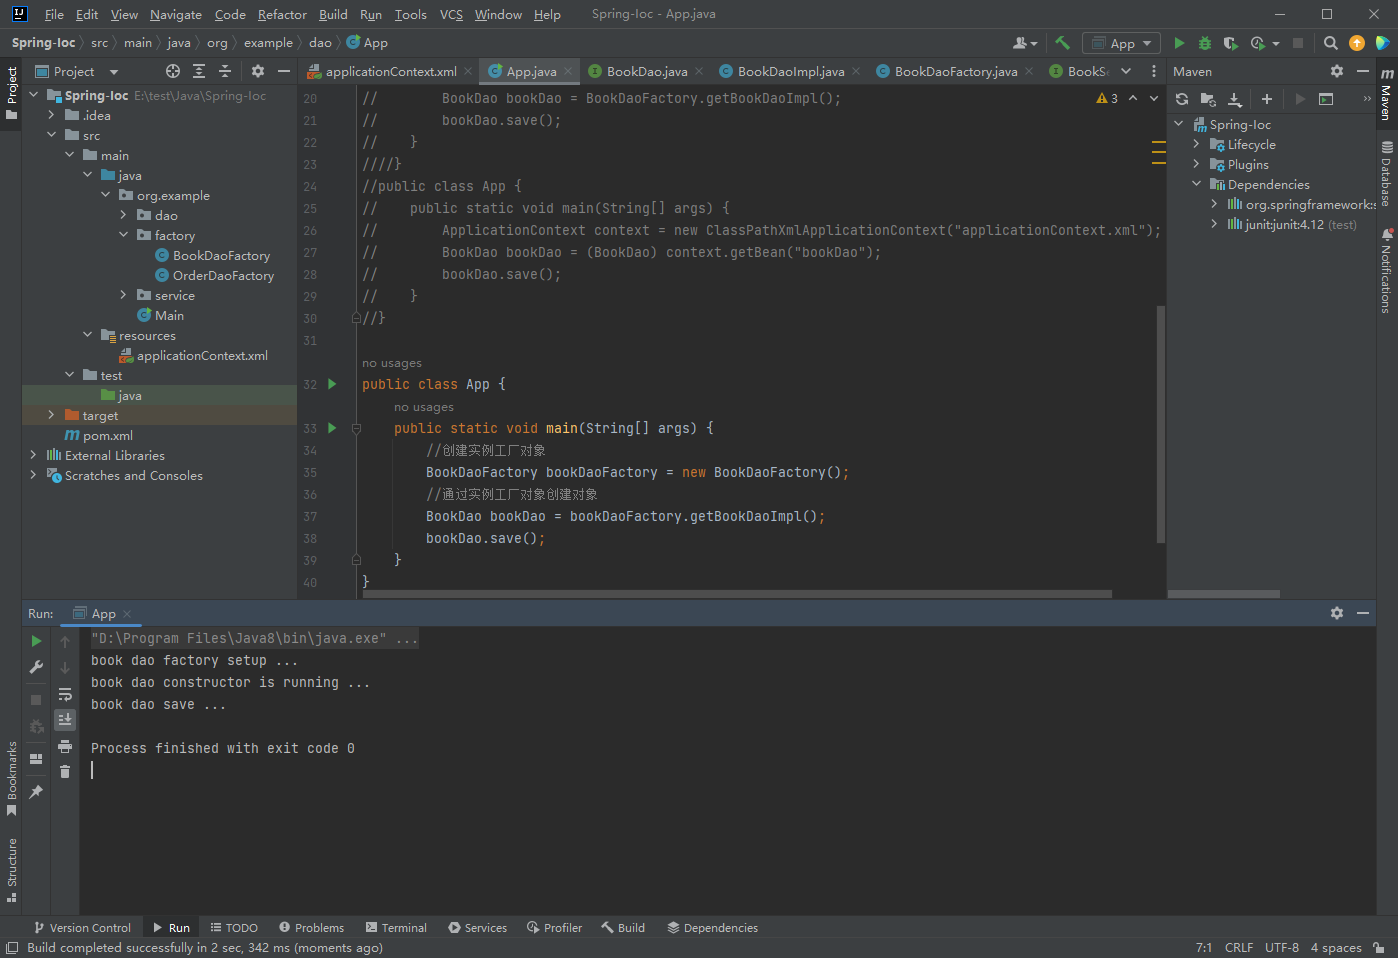 File Edit View Navigate Code Refactor Build Run Tools VCS Window Help Spring-Ioc - App.java
Spring-Ioc src main java org example dao App
App
Project
applicationContext.xml App.java BookDao.java BookDaoImpl.java BookDaoFactory.java BookSe
Maven
Project
Spring-Ioc E:\test\Java\Spring-Ioc
.idea
src
main
java
org.example
dao
factory
BookDaoFactory
OrderDaoFactory
service
Main
resources
applicationContext.xml
test
java
target
pom.xml
External Libraries
Scratches and Consoles
3
20 // BookDao bookDao = BookDaoFactory.getBookDaoImpl();
21 // bookDao.save();
22 // }
23 ////}
24 //public class App {
25 // public static void main(String[] args) {
26 // ApplicationContext context = new ClassPathXmlApplicationContext("applicationContext.xml");
27 // BookDao bookDao = (BookDao) context.getBean("bookDao");
28 // bookDao.save();
29 // }
30 //}
31
no usages
32 public class App {
no usages
33 public static void main(String[] args) {
34 //创建实例工厂对象
35 BookDaoFactory bookDaoFactory = new BookDaoFactory();
36 //通过实例工厂对象创建对象
37 BookDao bookDao = bookDaoFactory.getBookDaoImpl();
38 bookDao.save();
39 }
40 }
Spring-Ioc
Lifecycle
Plugins
Dependencies
org.springframework:s
junit:junit:4.12 (test)
Maven
Database
Notifications
Run: App
"D:\Program Files\Java8\bin\java.exe" ...
book dao factory setup ...
book dao constructor is running ...
book dao save ...
Process finished with exit code 0
Bookmarks
Structure
Version Control Run TODO Problems Terminal Services Profiler Build Dependencies
Build completed successfully in 2 sec, 342 ms (moments ago)
7:1 CRLF UTF-8 4 spaces